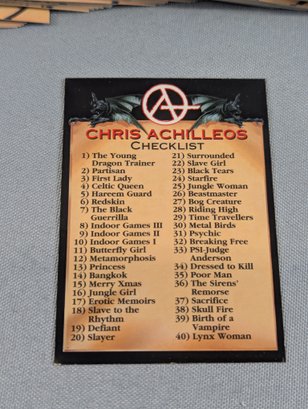 CHRIS ACHILLEOS
CHECKLIST
1) The Young
Dragon Trainer
2) Partisan
3) First Lady
4) Celtic Queen
5) Hareem Guard
6) Redskin
7) The Black
Guerrilla
8) Indoor Games III
9) Indoor Games II
10) Indoor Games I
11) Butterfly Girl
12) Metamorphosis
13) Princess
14) Bangkok
15) Merry Xmas
16) Jungle Girl
17) Erotic Memoirs
18) Slave to the
Rhythm
19) Defiant
20) Slayer
21) Surrounded
22) Slave Girl
23) Black Tears
24) Starfire
25) Jungle Woman
26) Beastmaster
27) Bog Creature
28) Riding High
29) Time Travellers
30) Metal Birds
31) Psychic
32) Breaking Free
33) PSI-Judge
Anderson
34) Dressed to Kill
35) Poor Man
36) The Sirens'
Remorse
37) Sacrifice
38) Skull Fire
39) Birth of a
Vampire
40) Lynx Woman